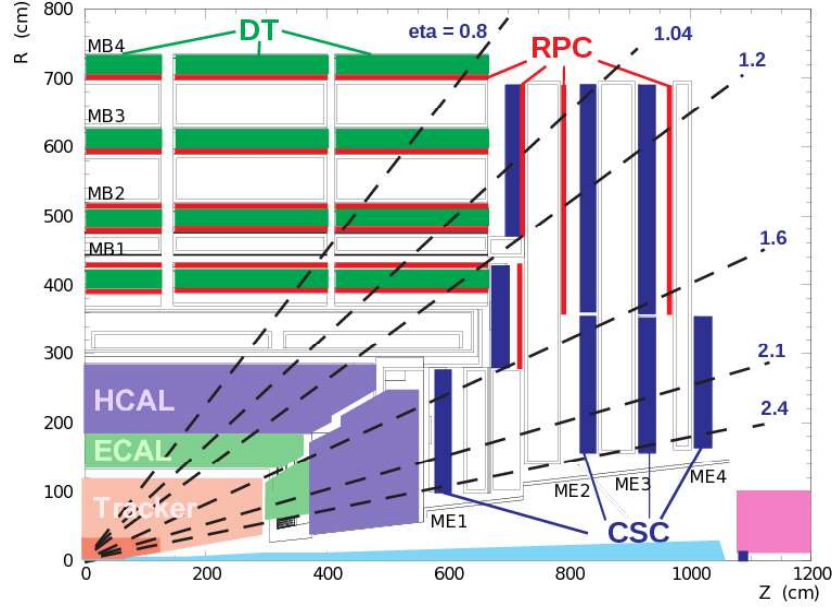 R (cm)
800
700
600
500
400
300
200
100
0
MB4
MB3
MB2
MB1
DT
eta = 0.8
RPC
1.04
1.2
1.6
2.1
2.4
HCAL
ECAL
Tracker
ME1
ME2
ME3
ME4
CSC
0
200
400
600
800
1000
1200
Z (cm)